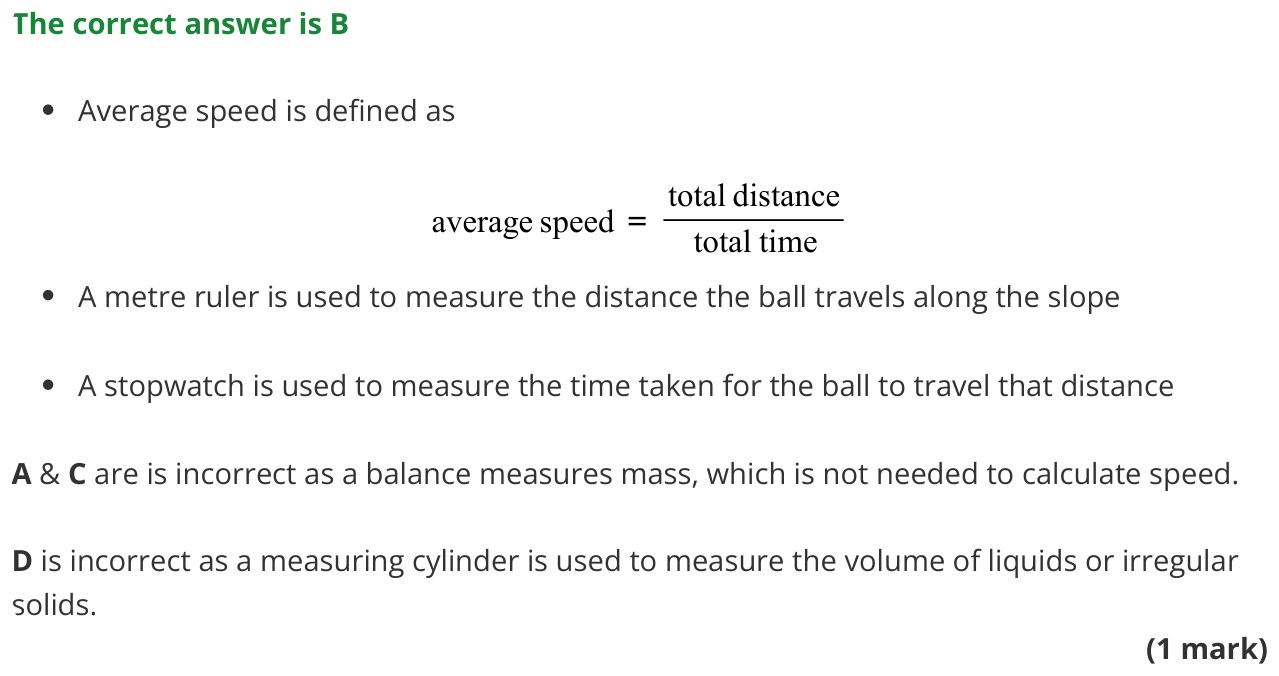 The correct answer is B
• Average speed is defined as
average speed = total distance / total time
• A metre ruler is used to measure the distance the ball travels along the slope
• A stopwatch is used to measure the time taken for the ball to travel that distance
A & C are is incorrect as a balance measures mass, which is not needed to calculate speed.
D is incorrect as a measuring cylinder is used to measure the volume of liquids or irregular
solids.
(1 mark)